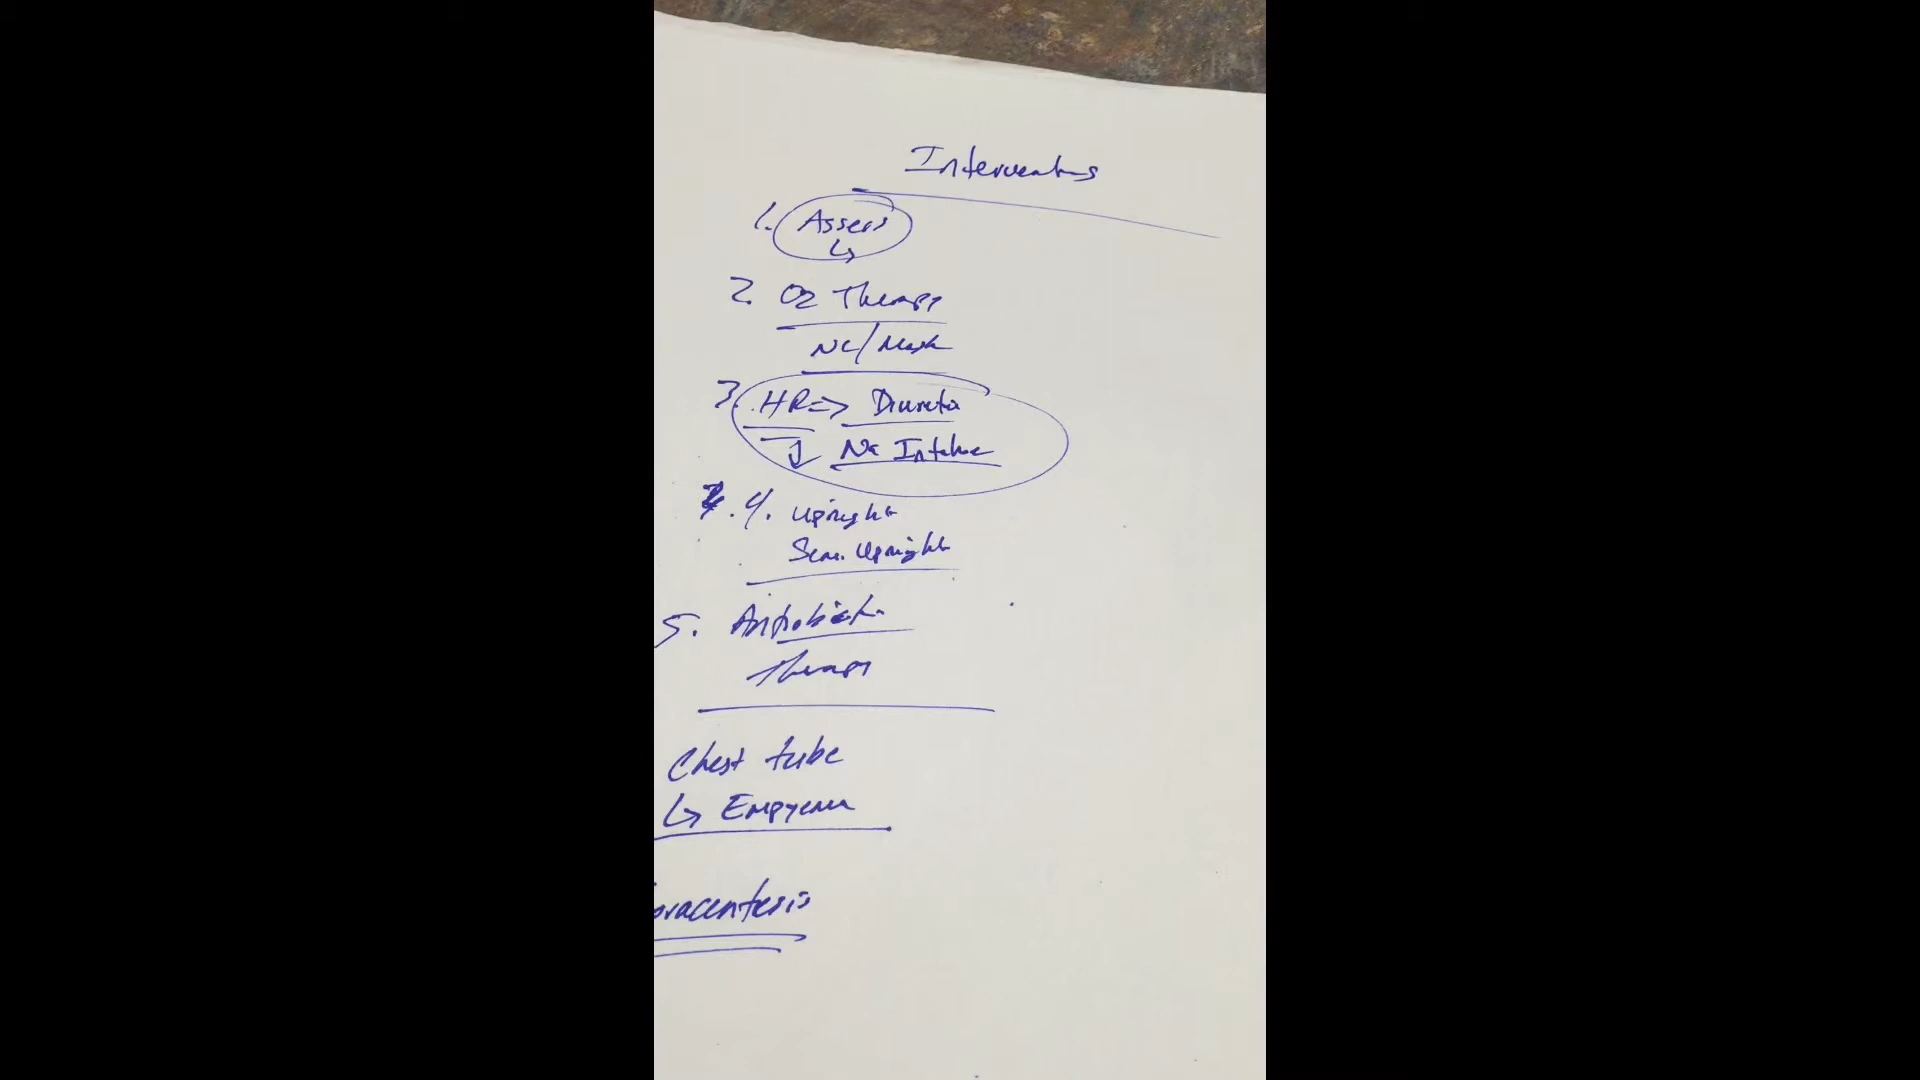 Interventions
1. Assess
↳
2. O2 Therapy
NC/Mask
3. HR => Diuretic
↓ Na Intake
4. Upright
Semi Upright
5. Antibiotic
Therapy
Chest tube
↳ Empyema
oracentesis